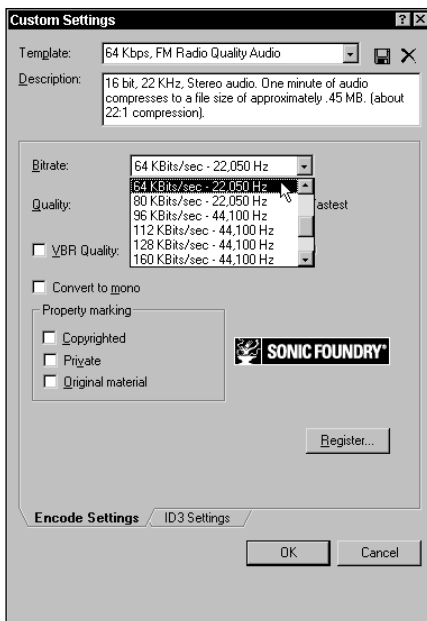 Custom Settings
Template: 64 Kbps, FM Radio Quality Audio
Description: 16 bit, 22 KHz, Stereo audio. One minute of audio
compresses to a file size of approximately .45 MB. (about
22:1 compression).
Bitrate: 64 KBits/sec - 22,050 Hz
64 KBits/sec - 22,050 Hz
Quality: 80 KBits/sec - 22,050 Hz astest
96 KBits/sec - 44,100 Hz
112 KBits/sec - 44,100 Hz
VBR Quality: 128 KBits/sec - 44,100 Hz
160 KBits/sec - 44,100 Hz
Convert to mono
Property marking
Copyrighted
Private
Original material
SONIC FOUNDRY
Register...
Encode Settings ID3 Settings
OK Cancel